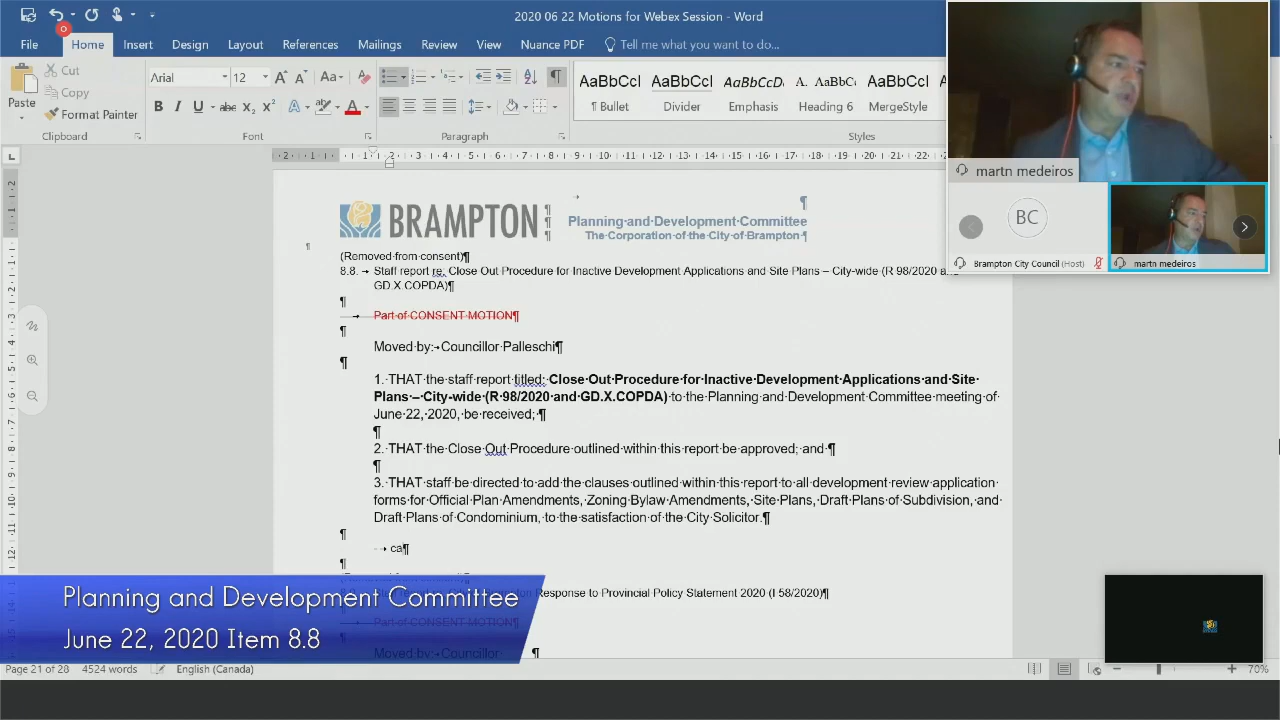 2020 06 22 Motions for Webex Session - Word
File Home Insert Design Layout References Mailings Review View Nuance PDF Tell me what you want to do...
Paste
Cut
Copy
Format Painter
Arial 12
AaBbCcl AaBbCcl AaBbCcD A. AaBbC AaBbCcl
¶ Bullet Divider Emphasis Heading 6 MergeStyle
Clipboard Font Paragraph Styles
martn medeiros
BC
Brampton City Council (Host) martn medeiros
BRAMPTON
Planning and Development Committee
The Corporation of the City of Brampton
(Removed from consent)
8.8. Staff report re. Close Out Procedure for Inactive Development Applications and Site Plans – City-wide (R 98/2020 and
GD.X.COPDA)
Part of CONSENT MOTION
Moved by: Councillor Palleschi
1. THAT the staff report titled: Close Out Procedure for Inactive Development Applications and Site
Plans – City-wide (R 98/2020 and GD.X.COPDA) to the Planning and Development Committee meeting of
June 22, 2020, be received;
2. THAT the Close Out Procedure outlined within this report be approved; and
3. THAT staff be directed to add the clauses outlined within this report to all development review application
forms for Official Plan Amendments, Zoning Bylaw Amendments, Site Plans, Draft Plans of Subdivision, and
Draft Plans of Condominium, to the satisfaction of the City Solicitor.
ca
Response to Provincial Policy Statement 2020 (I 58/2020)
Part of CONSENT MOTION
Moved by: Councillor
Planning and Development Committee
June 22, 2020 Item 8.8
Page 21 of 28 4524 words English (Canada) 70%